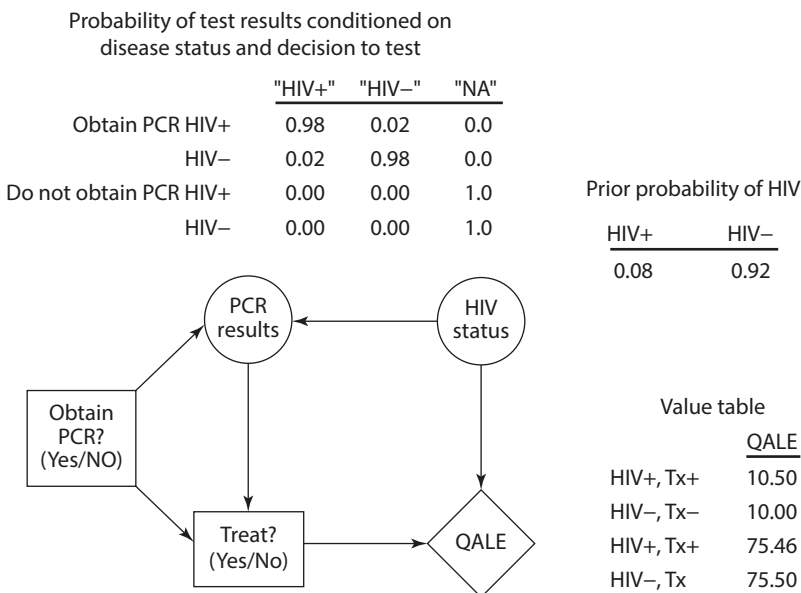 Probability of test results conditioned on
disease status and decision to test
"HIV+" "HIV−" "NA"
Obtain PCR HIV+ 0.98 0.02 0.0
HIV− 0.02 0.98 0.0
Do not obtain PCR HIV+ 0.00 0.00 1.0
HIV− 0.00 0.00 1.0
Prior probability of HIV
HIV+ HIV−
0.08 0.92
PCR
results
HIV
status
Obtain
PCR?
(Yes/NO)
Treat?
(Yes/No)
QALE
Value table
QALE
HIV+, Tx+ 10.50
HIV−, Tx− 10.00
HIV+, Tx+ 75.46
HIV−, Tx 75.50